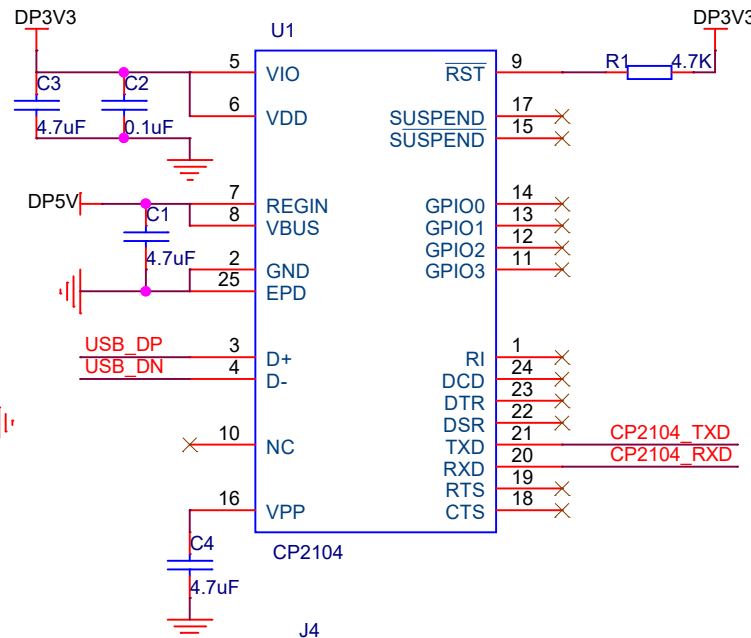 DP3V3
U1
DP3V3
C3
4.7uF
C2
0.1uF
5
VIO
6
VDD
DP5V
C1
4.7uF
7
REGIN
8
VBUS
2
GND
25
EPD
USB_DP
3
D+
USB_DN
4
D-
10
NC
16
VPP
C4
4.7uF
9
RST
R1
4.7K
17
SUSPEND
15
SUSPEND
14
GPIO0
13
GPIO1
12
GPIO2
11
GPIO3
1
RI
24
DCD
23
DTR
22
DSR
21
TXD
CP2104_TXD
20
RXD
CP2104_RXD
19
RTS
18
CTS
CP2104
J4